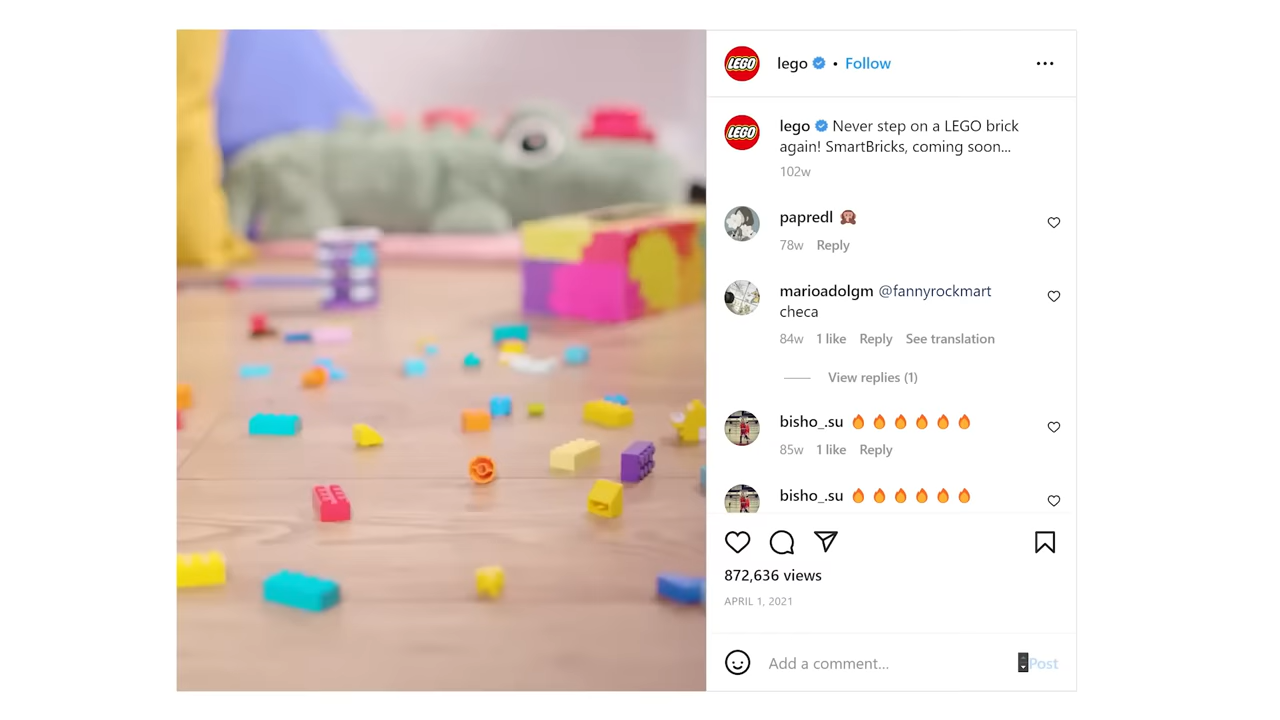 LEGO
lego • Follow
LEGO
lego Never step on a LEGO brick
again! SmartBricks, coming soon...
102w
papredl
78w Reply
marioadolgm @fannyrockmart
checa
84w 1 like Reply See translation
View replies (1)
bisho_.su 🔥 🔥 🔥 🔥 🔥 🔥
85w 1 like Reply
bisho_.su 🔥 🔥 🔥 🔥 🔥 🔥
872,636 views
APRIL 1, 2021
Add a comment... Post